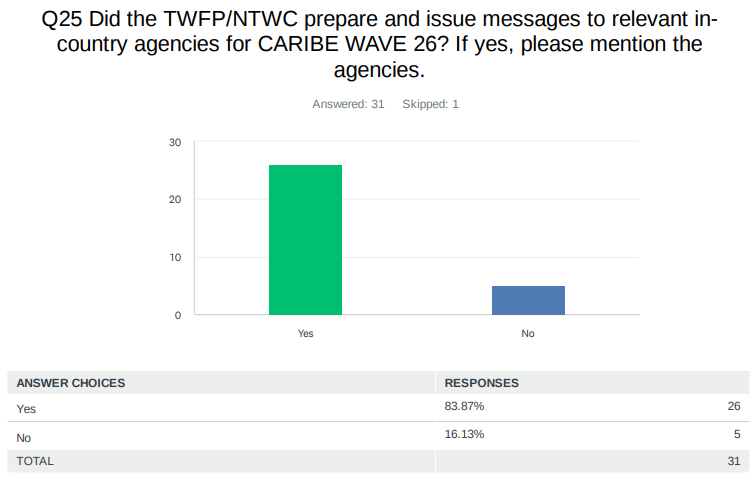 Q25 Did the TWFP/NTWC prepare and issue messages to relevant in-
country agencies for CARIBE WAVE 26? If yes, please mention the
agencies.
Answered: 31 Skipped: 1
30
20
10
0
Yes No
ANSWER CHOICES RESPONSES
Yes 83.87% 26
No 16.13% 5
TOTAL 31